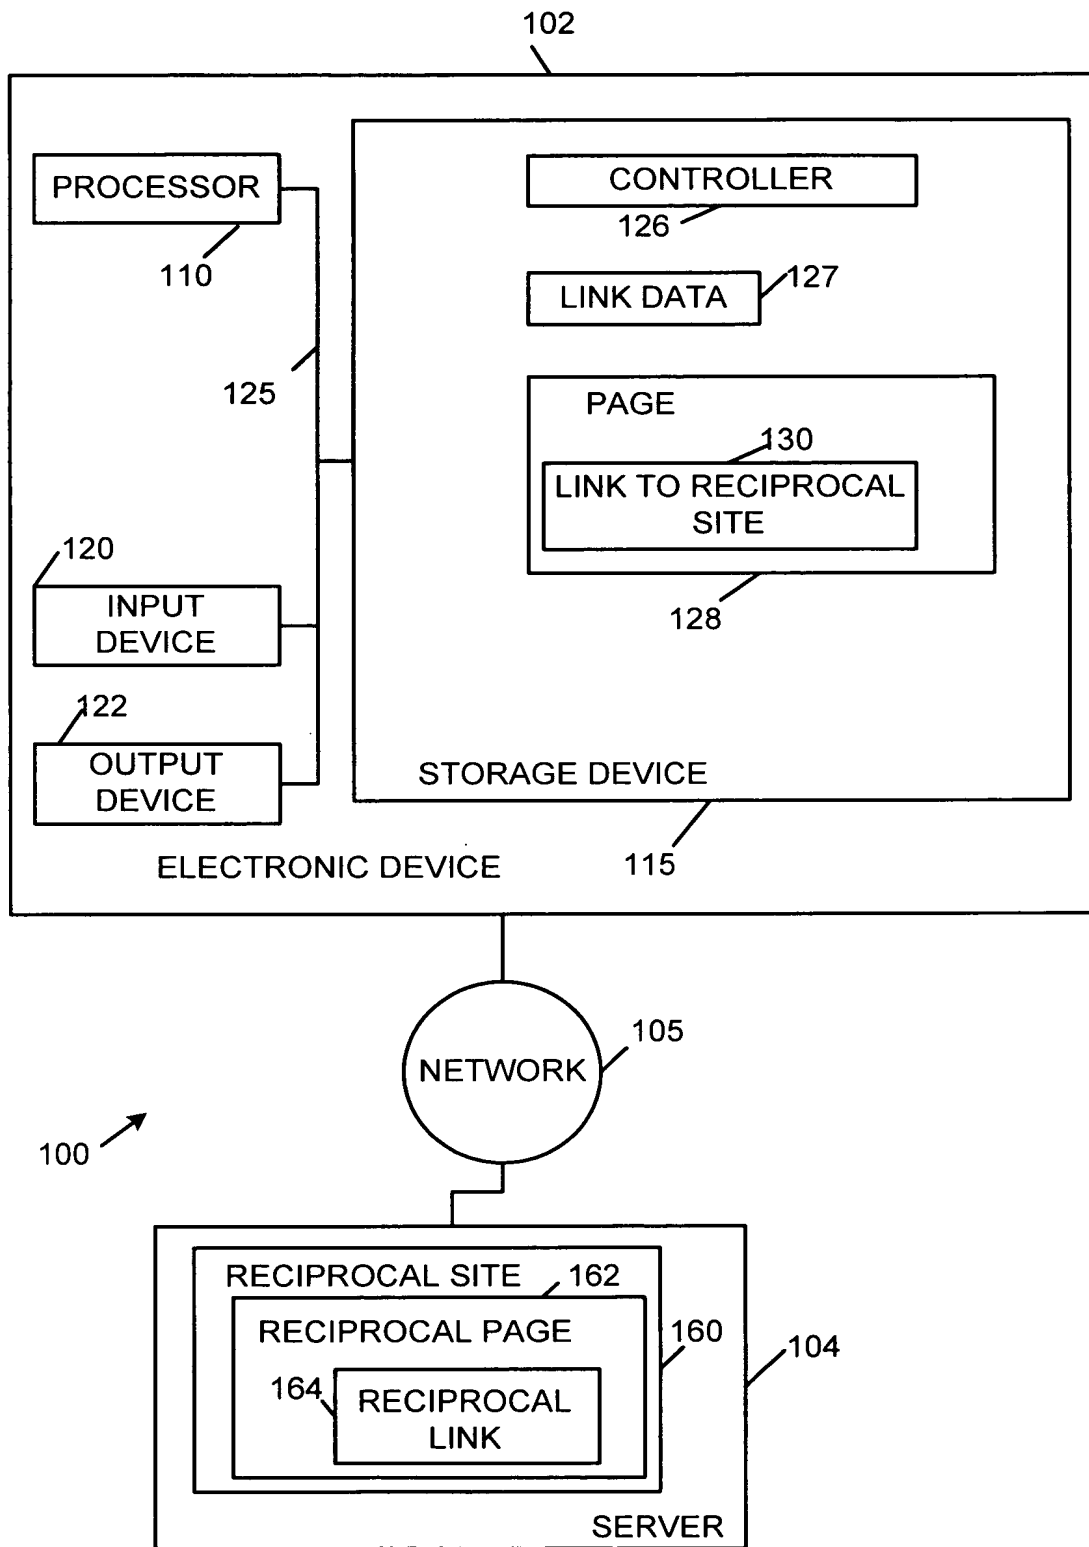 102
PROCESSOR
110
CONTROLLER
126
LINK DATA
127
125
PAGE
130
LINK TO RECIPROCAL
SITE
128
120
INPUT
DEVICE
122
OUTPUT
DEVICE
STORAGE DEVICE
115
ELECTRONIC DEVICE
NETWORK
105
100
RECIPROCAL SITE
162
RECIPROCAL PAGE
160
104
164
RECIPROCAL
LINK
SERVER